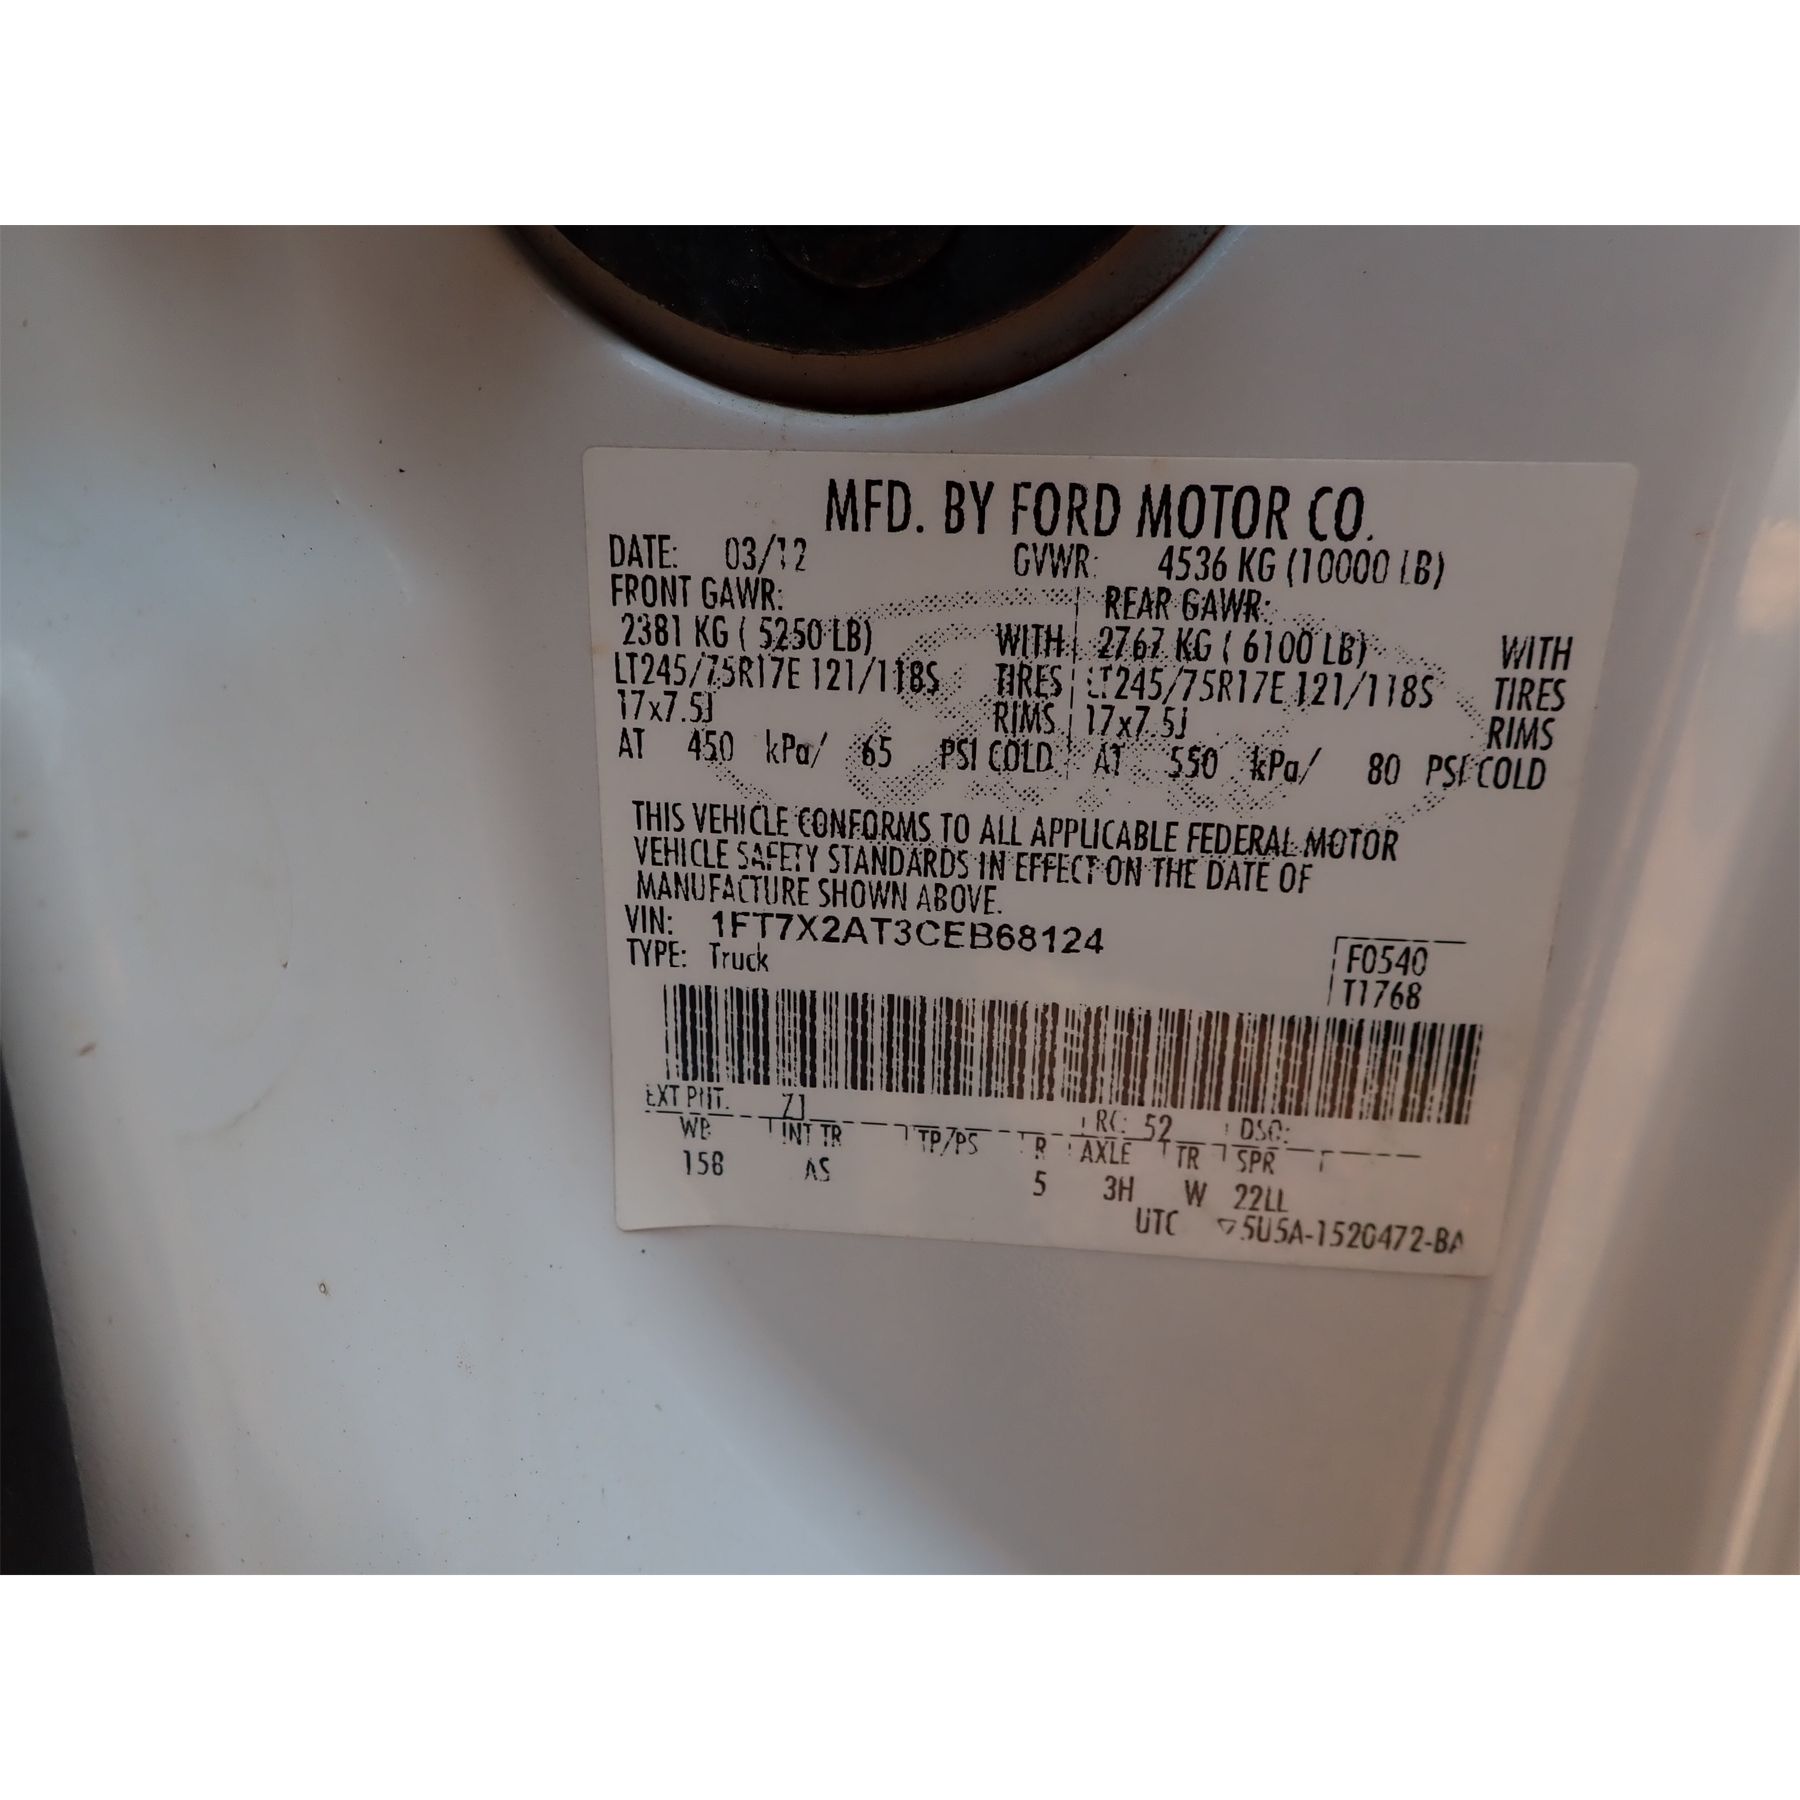 MFD. BY FORD MOTOR CO.
DATE: 03/12 GVWR: 4536 KG (10000 LB)
FRONT GAWR: REAR GAWR:
2381 KG ( 5250 LB) WITH 2767 KG ( 6100 LB) WITH
LT245/75R17E 121/118S TIRES LT245/75R17E 121/118S TIRES
17x7.5J RIMS 17x7.5J RIMS
AT 450 kPa/ 65 PSI COLD AT 550 kPa/ 80 PSI COLD
THIS VEHICLE CONFORMS TO ALL APPLICABLE FEDERAL MOTOR
VEHICLE SAFETY STANDARDS IN EFFECT ON THE DATE OF
MANUFACTURE SHOWN ABOVE.
VIN: 1FT7X2AT3CEB68124
TYPE: Truck
F0540
T1768
EXT PNT: Z1 RC: 52 DSO:
WB INT TR TP/PS R AXLE TR SPR
158 AS 5 3H W 22LL
UTC ▽5U5A-1520472-BA